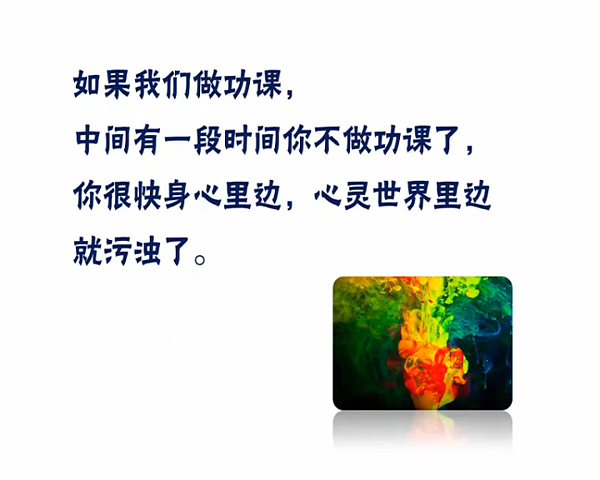 如果我们做功课，
中间有一段时间你不做功课了，
你很快身心里边，心灵世界里边
就污浊了。